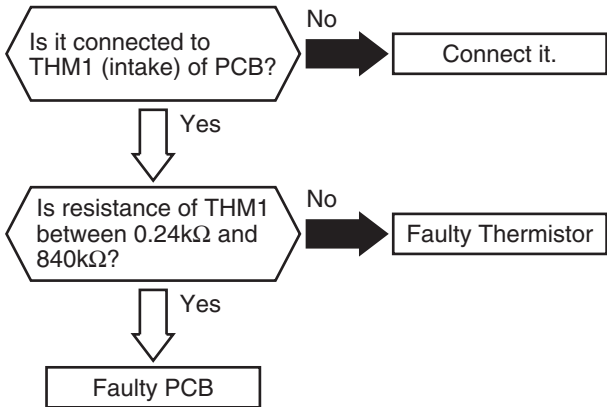 Is it connected to
THM1 (intake) of PCB?
No
Connect it.
Yes
Is resistance of THM1
between 0.24kΩ and
840kΩ?
No
Faulty Thermistor
Yes
Faulty PCB